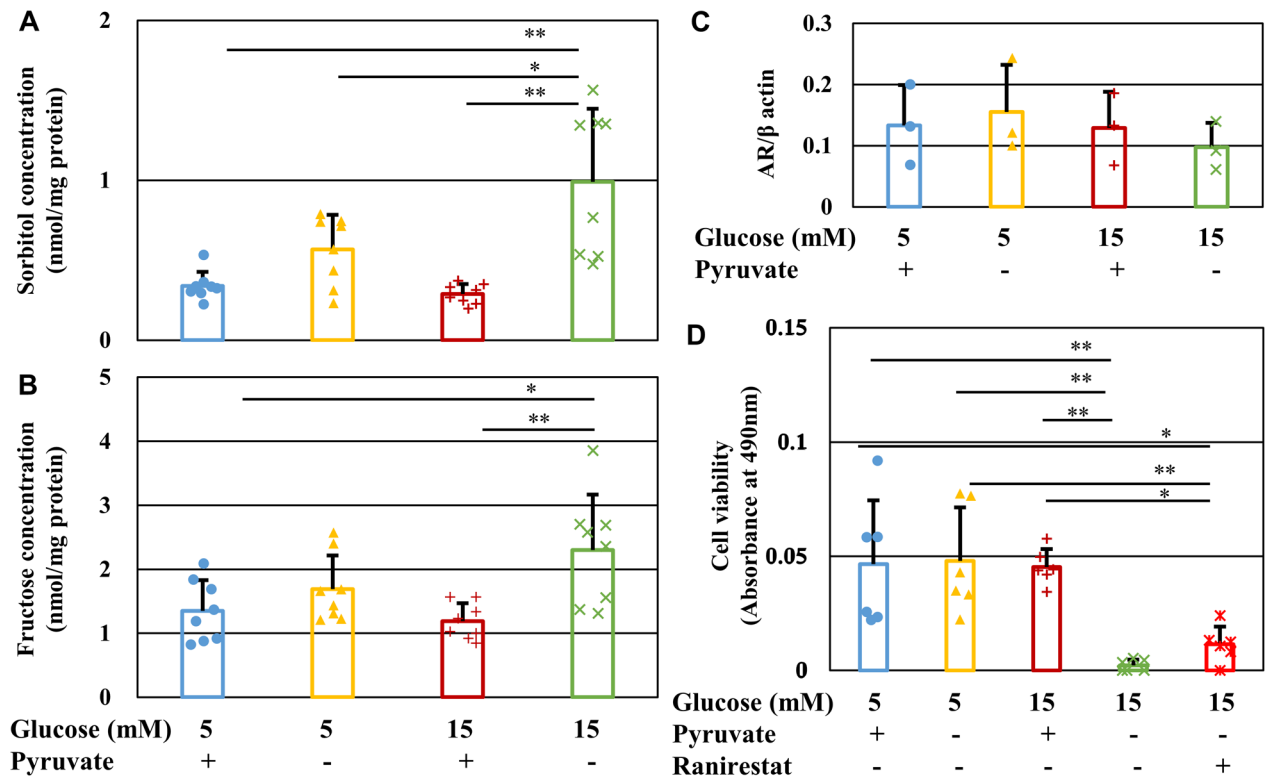 A
Sorbitol concentration
(nmol/mg protein)
2
1
0
**
*
**
B
Fructose concentration
(nmol/mg protein)
5
4
3
2
1
0
*
**
Glucose (mM) 5 5 15 15
Pyruvate + - + -
C
AR/β actin
0.3
0.2
0.1
0
Glucose (mM) 5 5 15 15
Pyruvate + - + -
D
Cell viability
(Absorbance at 490nm)
0.15
0.1
0.05
0
**
**
**
*
**
*
Glucose (mM) 5 5 15 15 15
Pyruvate + - + - -
Ranirestat - - - - +